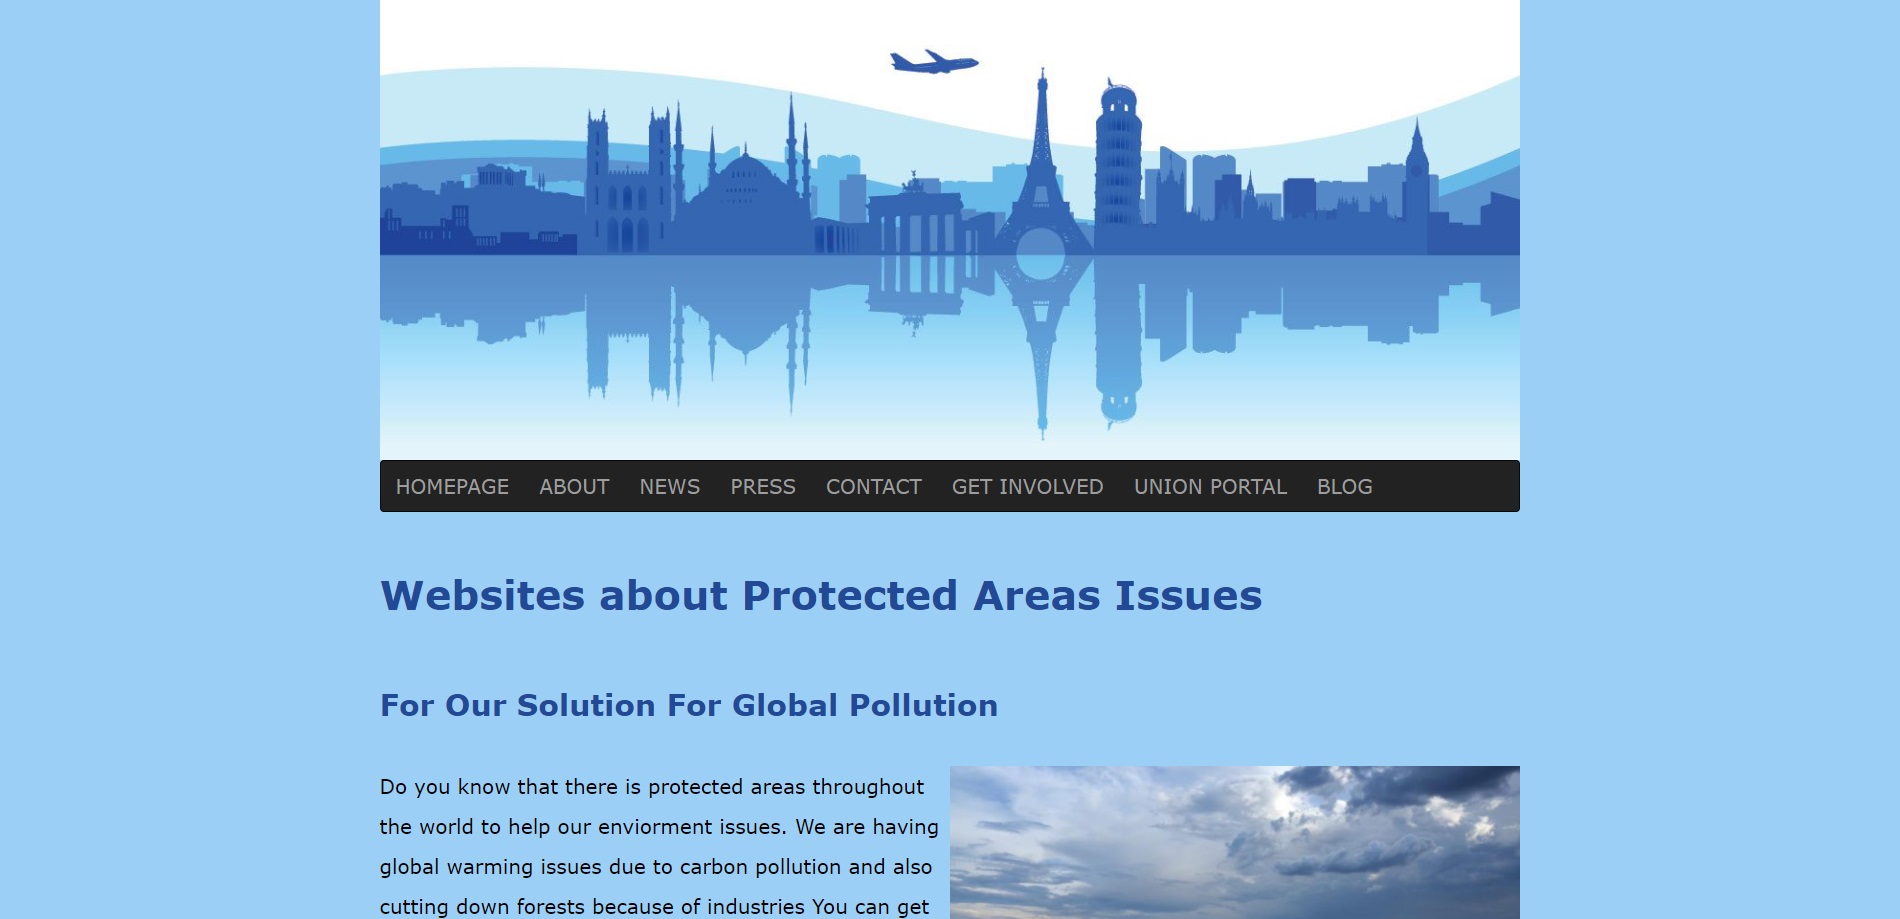 HOMEPAGE ABOUT NEWS PRESS CONTACT GET INVOLVED UNION PORTAL BLOG
Websites about Protected Areas Issues
For Our Solution For Global Pollution
Do you know that there is protected areas throughout
the world to help our enviorment issues. We are having
global warming issues due to carbon pollution and also
cutting down forests because of industries You can get